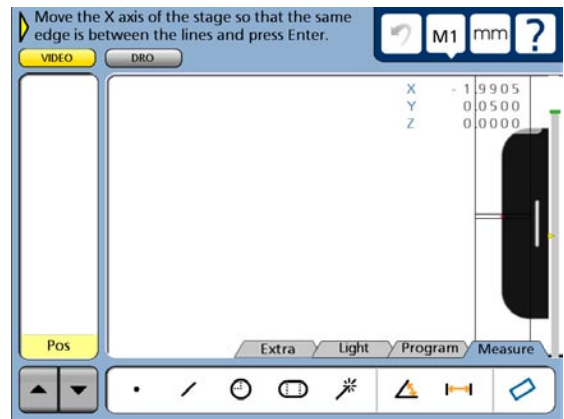 Move the X axis of the stage so that the same
edge is between the lines and press Enter.
M1 mm ?
VIDEO DRO
X - 1.9905
Y 0.0500
Z 0.0000
Pos
Extra Light Program Measure